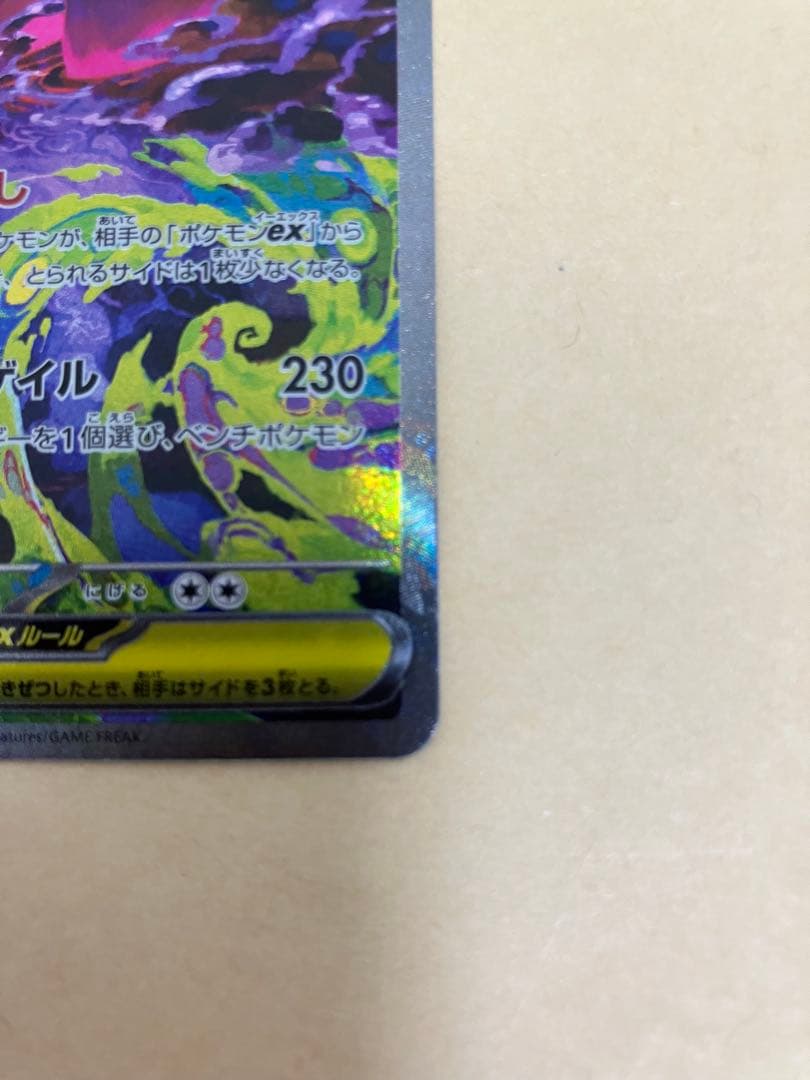 し
ケモンが、相手の「ポケモンex」から
、とられるサイドは1枚少なくなる。
ゲイル 230
ーを1個選び、ベンチポケモン
にげる
xルール
きぜつしたとき、相手はサイドを3枚とる。
atures/GAME FREAK